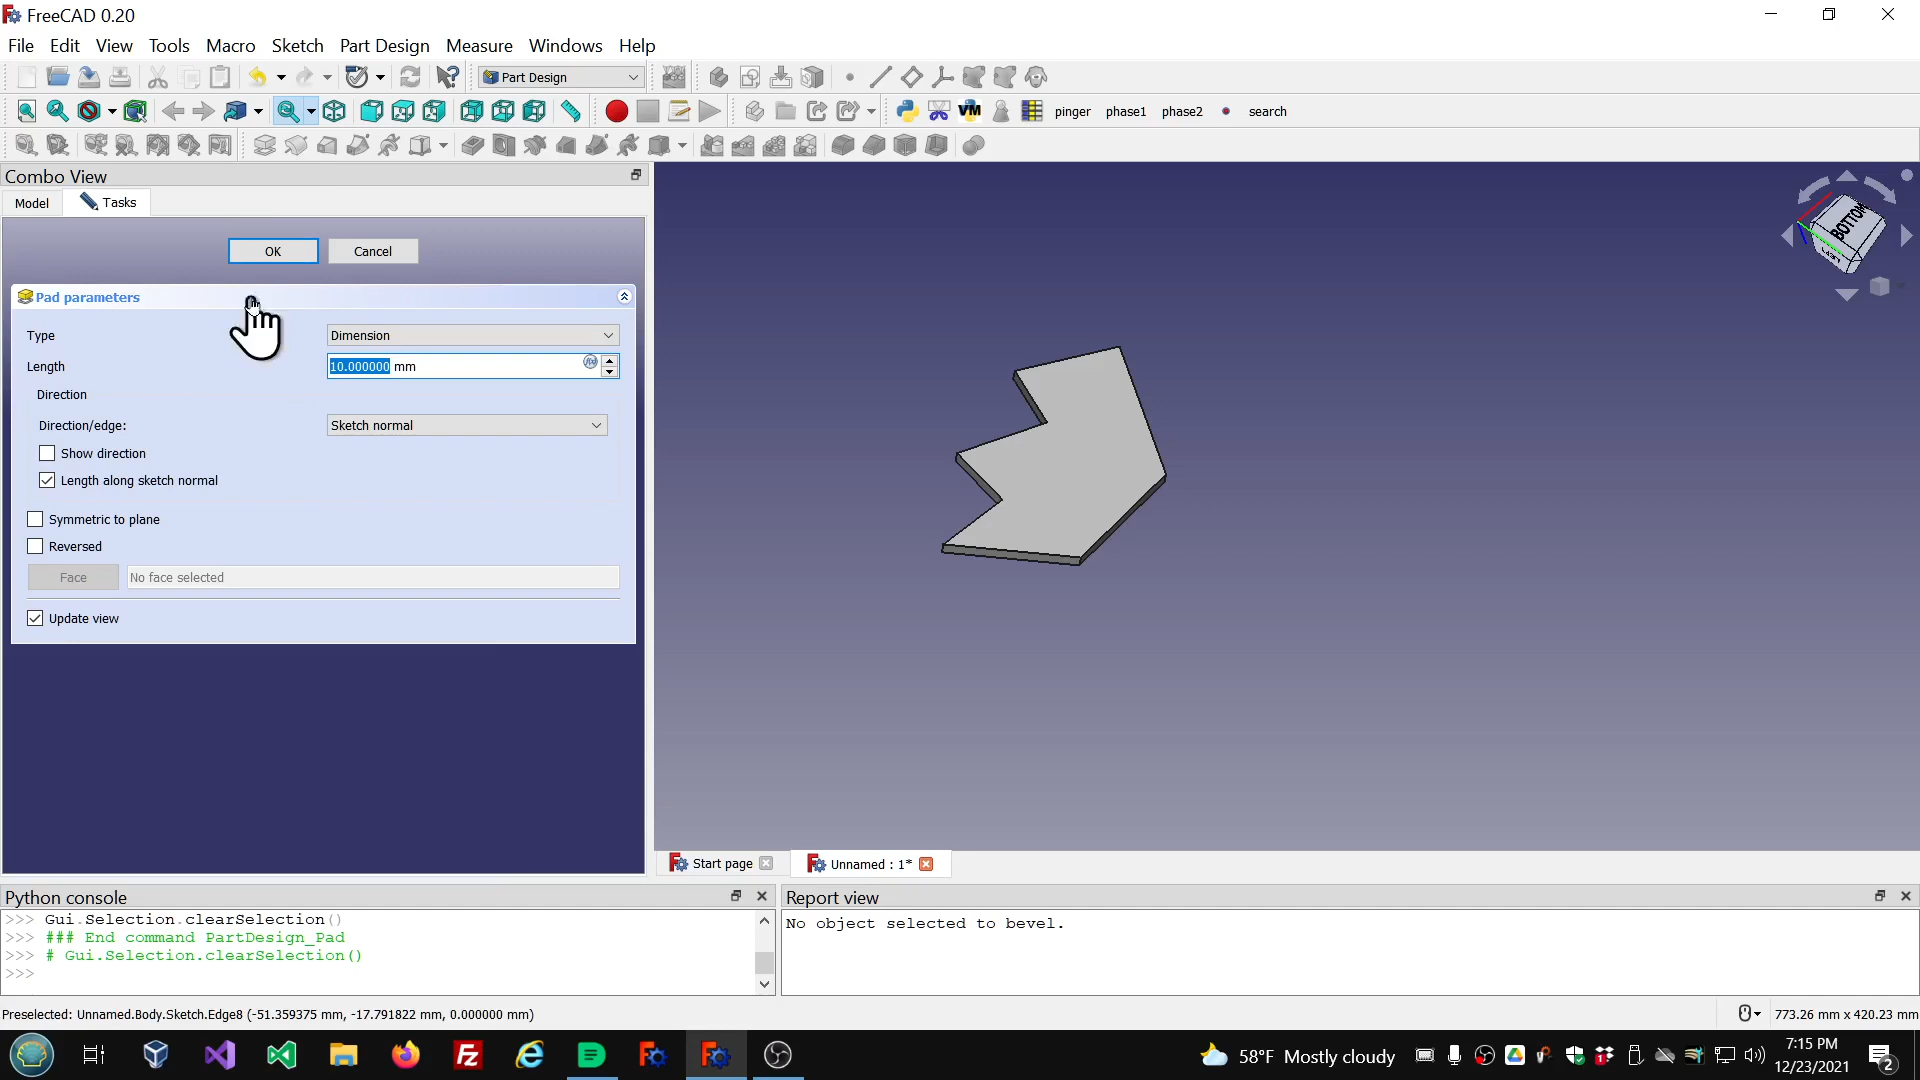 FreeCAD 0.20
File Edit View Tools Macro Sketch Part Design Measure Windows Help
Part Design
VM pinger phase1 phase2 search
Combo View
Model Tasks
OK Cancel
Pad parameters
Type Dimension
Length 10.000000 mm
Direction
Direction/edge: Sketch normal
Show direction
Length along sketch normal
Symmetric to plane
Reversed
Face No face selected
Update view
BOTTOM
Start page Unnamed : 1*
Python console
>>> Gui.Selection.clearSelection()
>>> ### End command PartDesign_Pad
>>> # Gui.Selection.clearSelection()
>>>
Report view
No object selected to bevel.
Preselected: Unnamed.Body.Sketch.Edge8 (-51.359375 mm, -17.791822 mm, 0.000000 mm)
773.26 mm x 420.23 mm
58°F Mostly cloudy
7:15 PM
12/23/2021
2